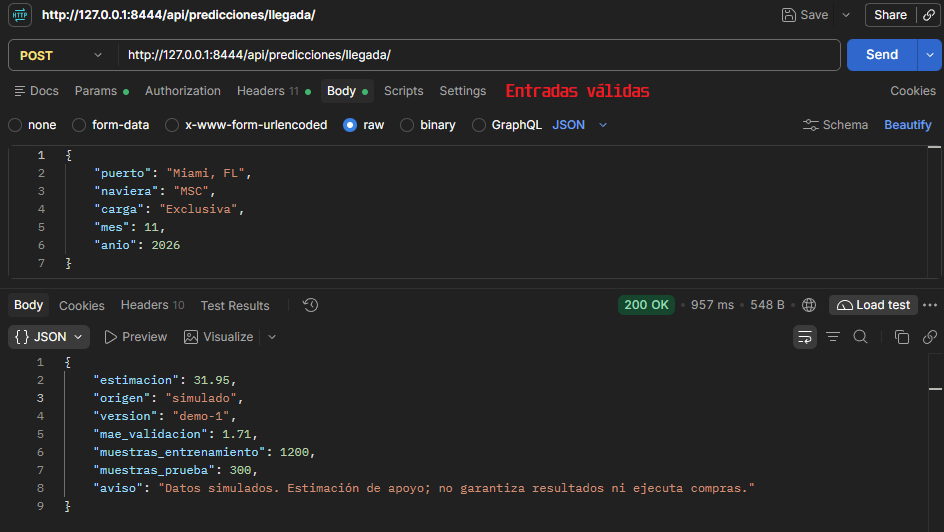 HTTP http://127.0.0.1:8444/api/predicciones/llegada/ Save Share
POST http://127.0.0.1:8444/api/predicciones/llegada/ Send
Docs Params Authorization Headers 11 Body Scripts Settings Entradas válidas Cookies
none form-data x-www-form-urlencoded raw binary GraphQL JSON Schema Beautify
1 {
2 "puerto": "Miami, FL",
3 "naviera": "MSC",
4 "carga": "Exclusiva",
5 "mes": 11,
6 "anio": 2026
7 }
Body Cookies Headers 10 Test Results 200 OK • 957 ms • 548 B • Load test
{} JSON Preview Visualize
1 {
2 "estimacion": 31.95,
3 "origen": "simulado",
4 "version": "demo-1",
5 "mae_validacion": 1.71,
6 "muestras_entrenamiento": 1200,
7 "muestras_prueba": 300,
8 "aviso": "Datos simulados. Estimación de apoyo; no garantiza resultados ni ejecuta compras."
9 }